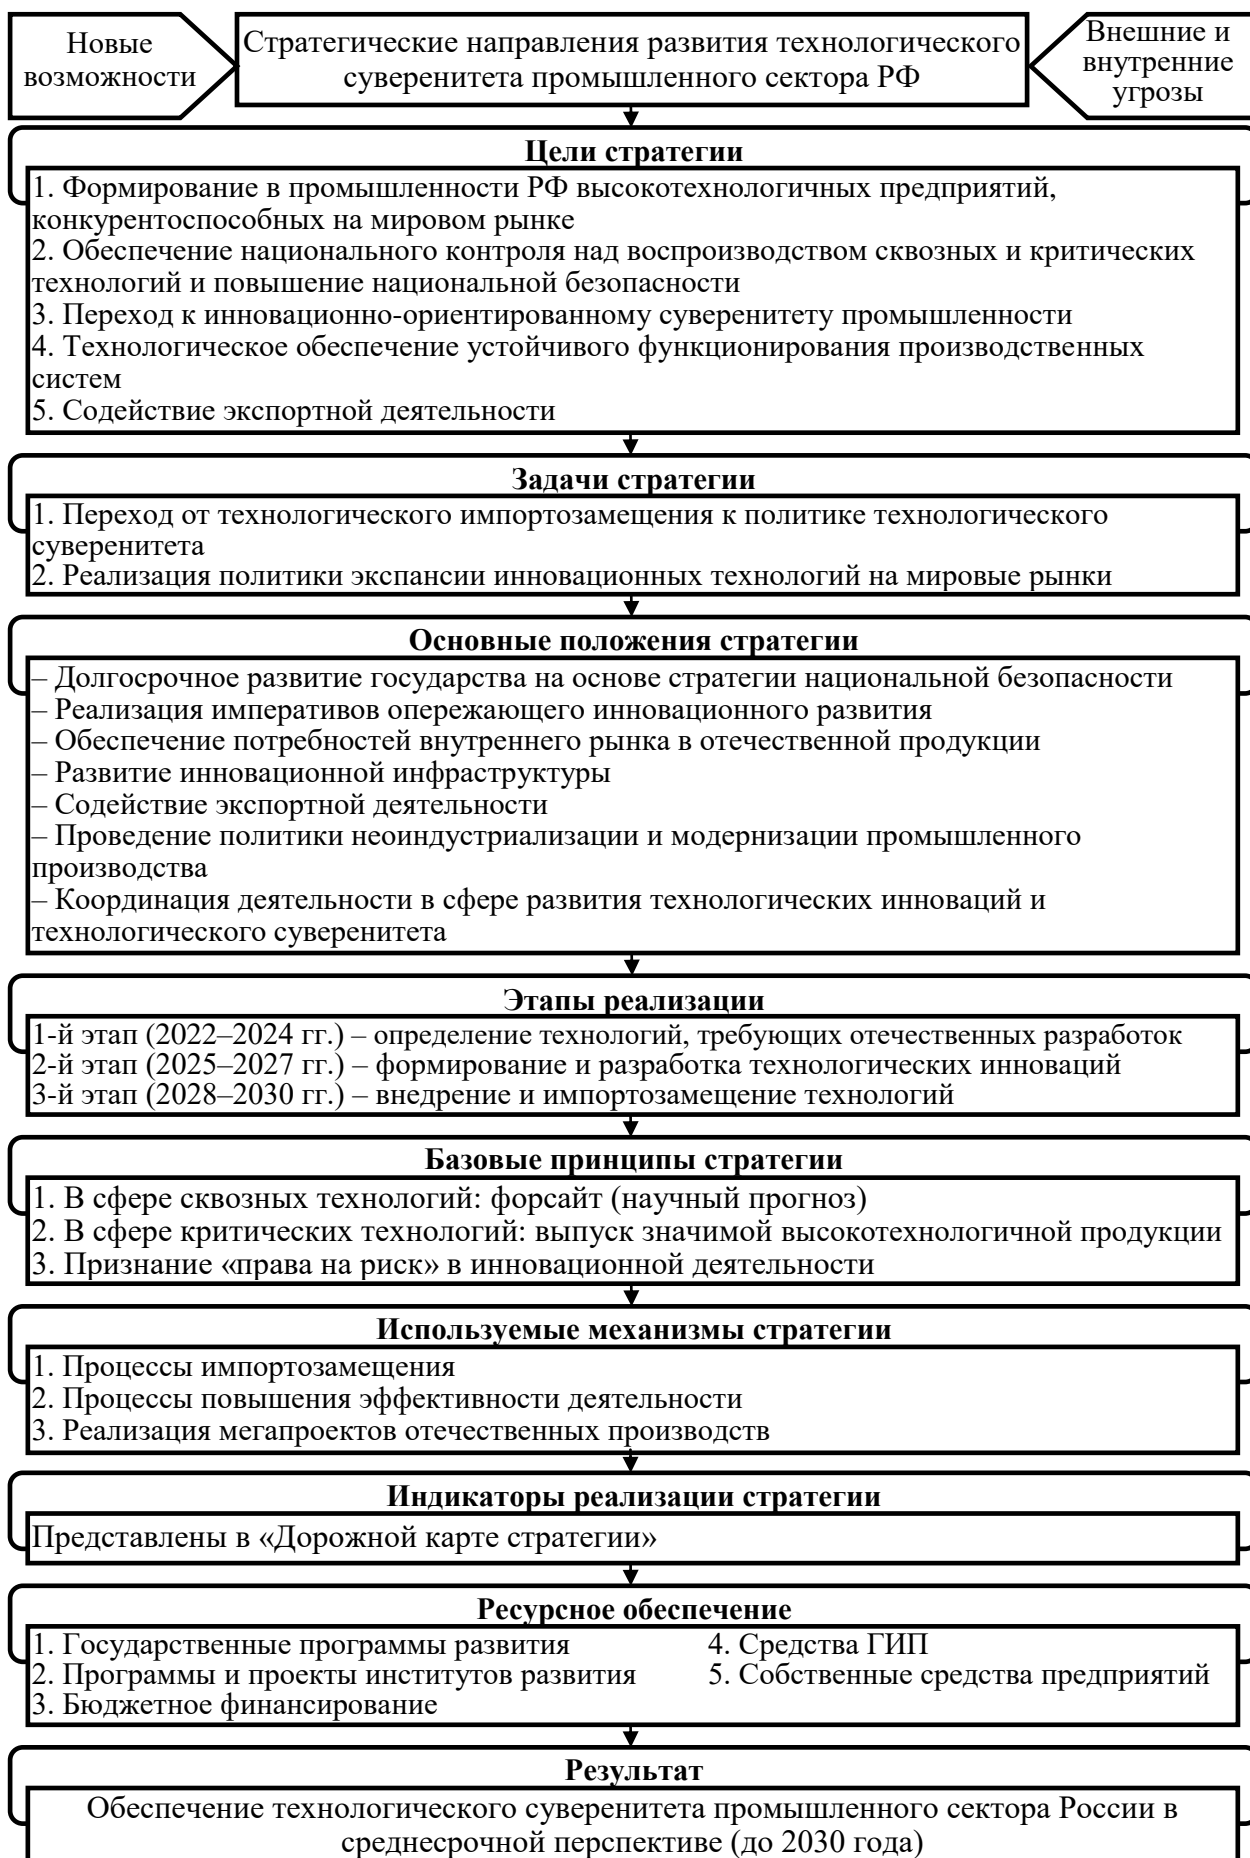 Новые
возможности
Стратегические направления развития технологического
суверенитета промышленного сектора РФ
Внешние и
внутренние
угрозы
Цели стратегии
1. Формирование в промышленности РФ высокотехнологичных предприятий,
конкурентоспособных на мировом рынке
2. Обеспечение национального контроля над воспроизводством сквозных и критических
технологий и повышение национальной безопасности
3. Переход к инновационно-ориентированному суверенитету промышленности
4. Технологическое обеспечение устойчивого функционирования производственных
систем
5. Содействие экспортной деятельности
Задачи стратегии
1. Переход от технологического импортозамещения к политике технологического
суверенитета
2. Реализация политики экспансии инновационных технологий на мировые рынки
Основные положения стратегии
– Долгосрочное развитие государства на основе стратегии национальной безопасности
– Реализация императивов опережающего инновационного развития
– Обеспечение потребностей внутреннего рынка в отечественной продукции
– Развитие инновационной инфраструктуры
– Содействие экспортной деятельности
– Проведение политики неоиндустриализации и модернизации промышленного
производства
– Координация деятельности в сфере развития технологических инноваций и
технологического суверенитета
Этапы реализации
1-й этап (2022–2024 гг.) – определение технологий, требующих отечественных разработок
2-й этап (2025–2027 гг.) – формирование и разработка технологических инноваций
3-й этап (2028–2030 гг.) – внедрение и импортозамещение технологий
Базовые принципы стратегии
1. В сфере сквозных технологий: форсайт (научный прогноз)
2. В сфере критических технологий: выпуск значимой высокотехнологичной продукции
3. Признание «права на риск» в инновационной деятельности
Используемые механизмы стратегии
1. Процессы импортозамещения
2. Процессы повышения эффективности деятельности
3. Реализация мегапроектов отечественных производств
Индикаторы реализации стратегии
Представлены в «Дорожной карте стратегии»
Ресурсное обеспечение
1. Государственные программы развития
2. Программы и проекты институтов развития
3. Бюджетное финансирование
4. Средства ГИП
5. Собственные средства предприятий
Результат
Обеспечение технологического суверенитета промышленного сектора России в
среднесрочной перспективе (до 2030 года)